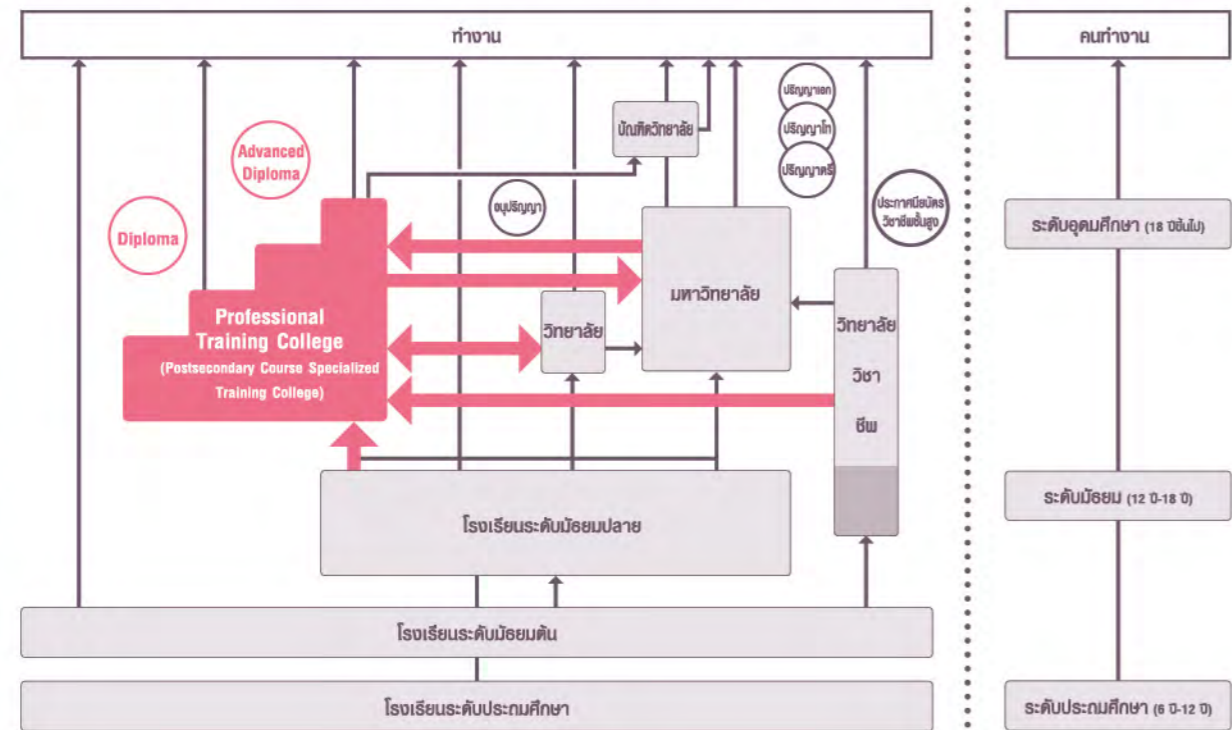 ทำงาน
คนทำงาน
ปริญญาเอก
ปริญญาโท
ปริญญาตรี
บัณฑิตวิทยาลัย
Advanced
Diploma
อนุปริญญา
ประกาศนียบัตร
วิชาชีพชั้นสูง
Diploma
ระดับอุดมศึกษา (18 ปีขึ้นไป)
มหาวิทยาลัย
Professional
Training College
(Postsecondary Course Specialized
Training College)
วิทยาลัย
วิทยาลัย
วิชา
ชีพ
โรงเรียนระดับมัธยมปลาย
ระดับมัธยม (12 ปี-18 ปี)
โรงเรียนระดับมัธยมต้น
โรงเรียนระดับประถมศึกษา
ระดับประถมศึกษา (6 ปี-12 ปี)